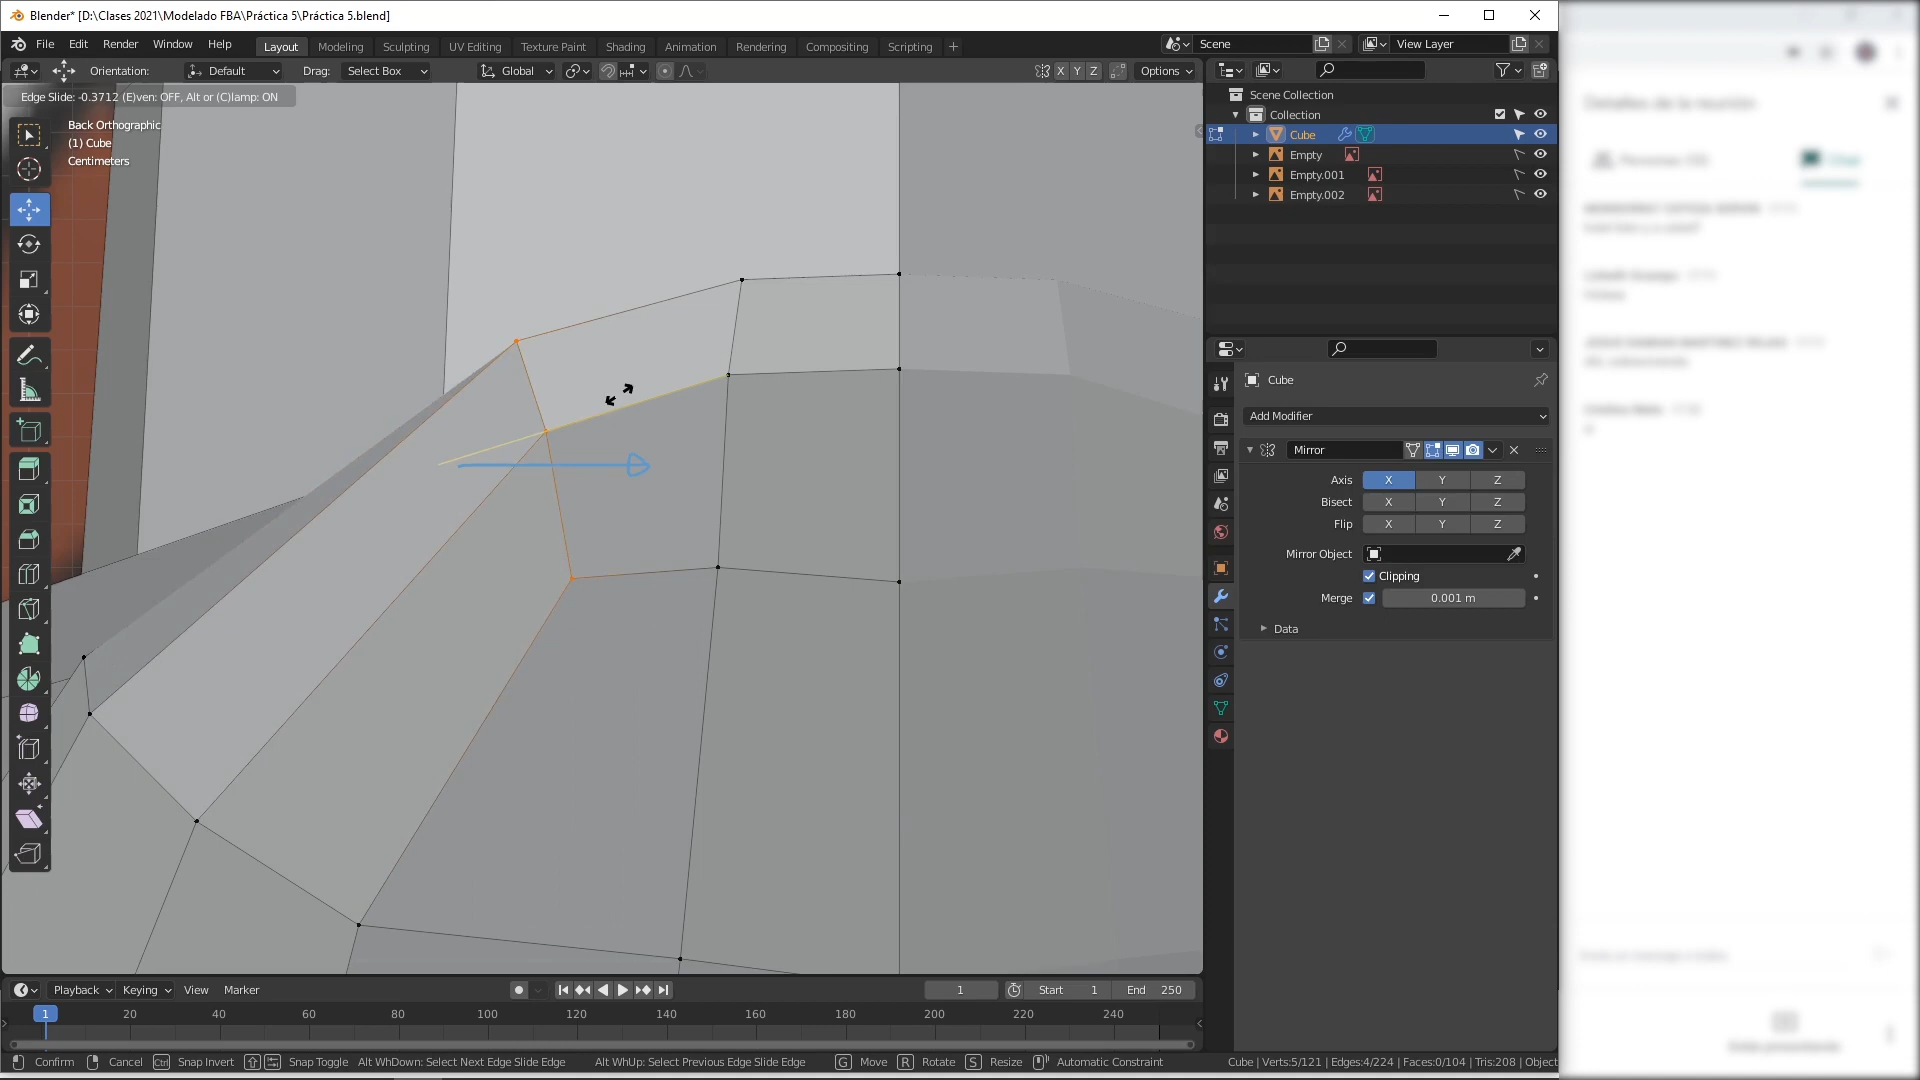 Blender* [D:\Clases 2021\Modelado FBA\Práctica 5\Práctica 5.blend]
File Edit Render Window Help
Layout Modeling Sculpting UV Editing Texture Paint Shading Animation Rendering Compositing Scripting +
Scene
View Layer
Orientation: Default Drag: Select Box
Global
X Y Z Options
Edge Slide: -0.3712 (E)ven: OFF, Alt or (C)lamp: ON
Back Orthographic
(1) Cube
Centimeters
Scene Collection
Collection
Cube
Empty
Empty.001
Empty.002
Cube
Add Modifier
Mirror
Axis X Y Z
Bisect X Y Z
Flip X Y Z
Mirror Object
Clipping
Merge 0.001 m
Data
Playback Keying View Marker
1 Start 1 End 250
1 20 40 60 80 100 120 140 160 180 200 220 240
Confirm Cancel Ctrl Snap Invert Snap Toggle Alt WhDown: Select Next Edge Slide Edge Alt WhUp: Select Previous Edge Slide Edge G Move R Rotate S Resize Automatic Constraint
Cube | Verts:5/121 | Edges:4/224 | Faces:0/104 | Tris:208 | Object
Detalles de la reunión
Chat